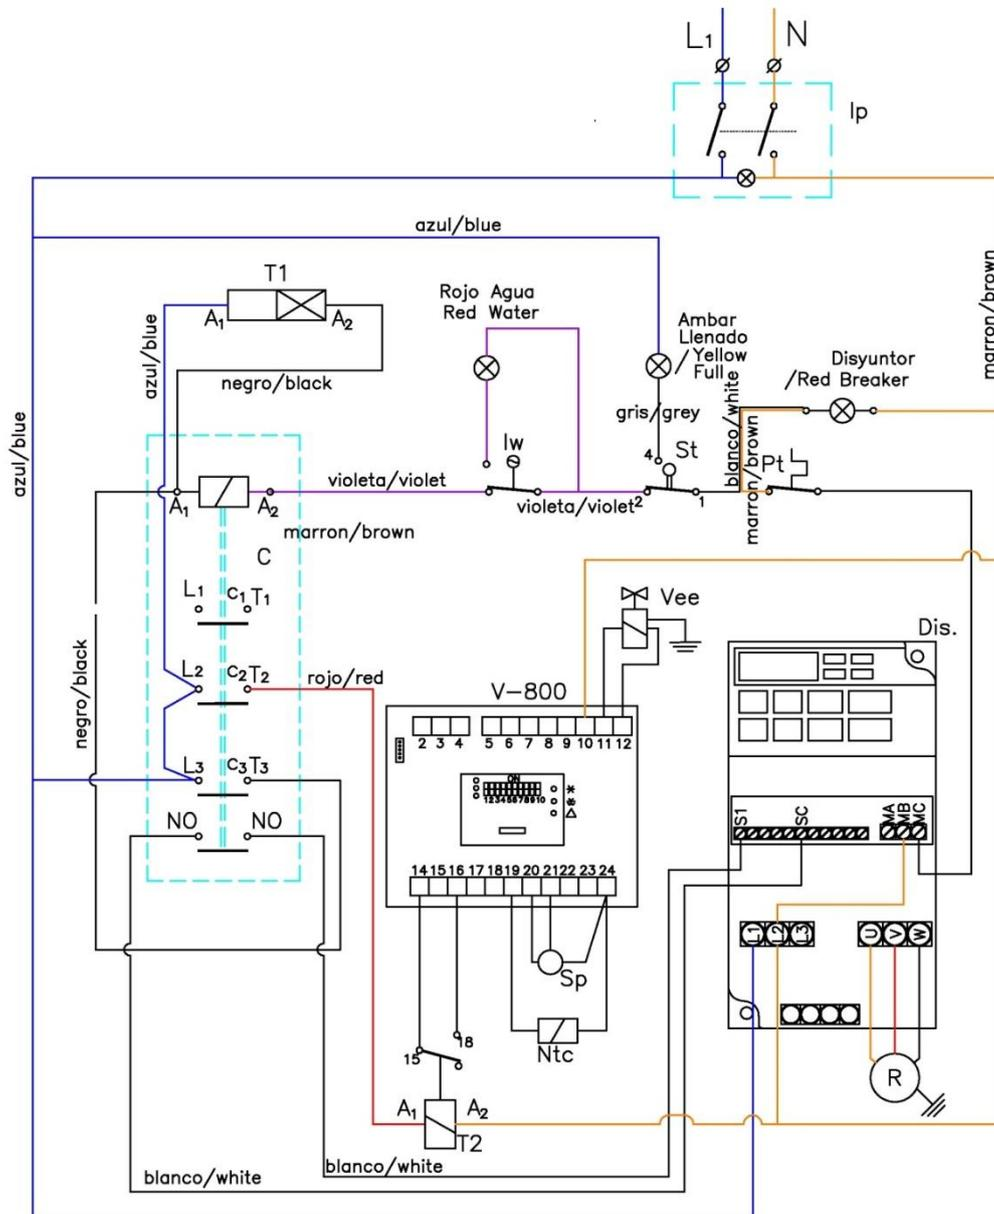 L1 N
Ip
azul/blue
T1
A1 A2
azul/blue
negro/black
Rojo Agua
Red Water
Ambar
Llenado
/ Yellow
Full
Disyuntor
/Red Breaker
marron/brown
gris/grey
blanco/white
azul/blue
4 St
Iw
Pt
violeta/violet
violeta/violet 2
1
marron/brown
A1 A2
marron/brown
C
L1 C1 T1
negro/black
L2 C2 T2
rojo/red
L3 C3 T3
NO NO
Vee
Dis.
V-800
2 3 4 5 6 7 8 9 10 11 12
ON
12345678910
14 15 16 17 18 19 20 21 22 23 24
S1 SC MA MB MC
L1 L2 L3 U V W
Sp
Ntc
15 18
R
A1 A2
T2
blanco/white
blanco/white